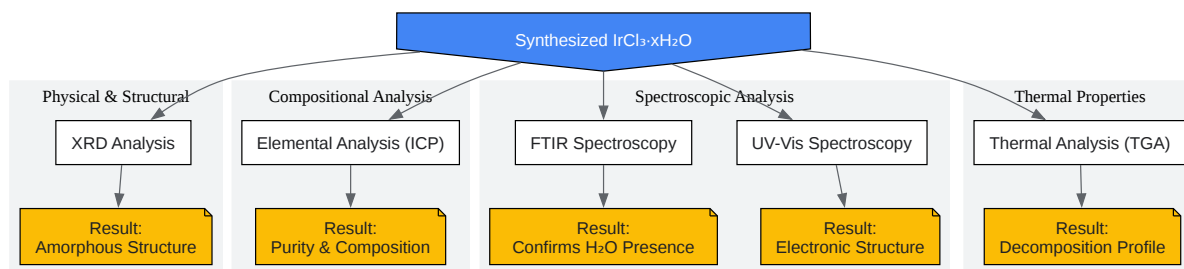 Synthesized IrCl₃·xH₂O
Physical & Structural
Compositional Analysis
Spectroscopic Analysis
Thermal Properties
XRD Analysis
Elemental Analysis (ICP)
FTIR Spectroscopy
UV-Vis Spectroscopy
Thermal Analysis (TGA)
Result:
Amorphous Structure
Result:
Purity & Composition
Result:
Confirms H₂O Presence
Result:
Electronic Structure
Result:
Decomposition Profile